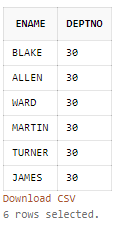 ENAME DEPTNO
BLAKE 30
ALLEN 30
WARD 30
MARTIN 30
TURNER 30
JAMES 30
Download CSV
6 rows selected.